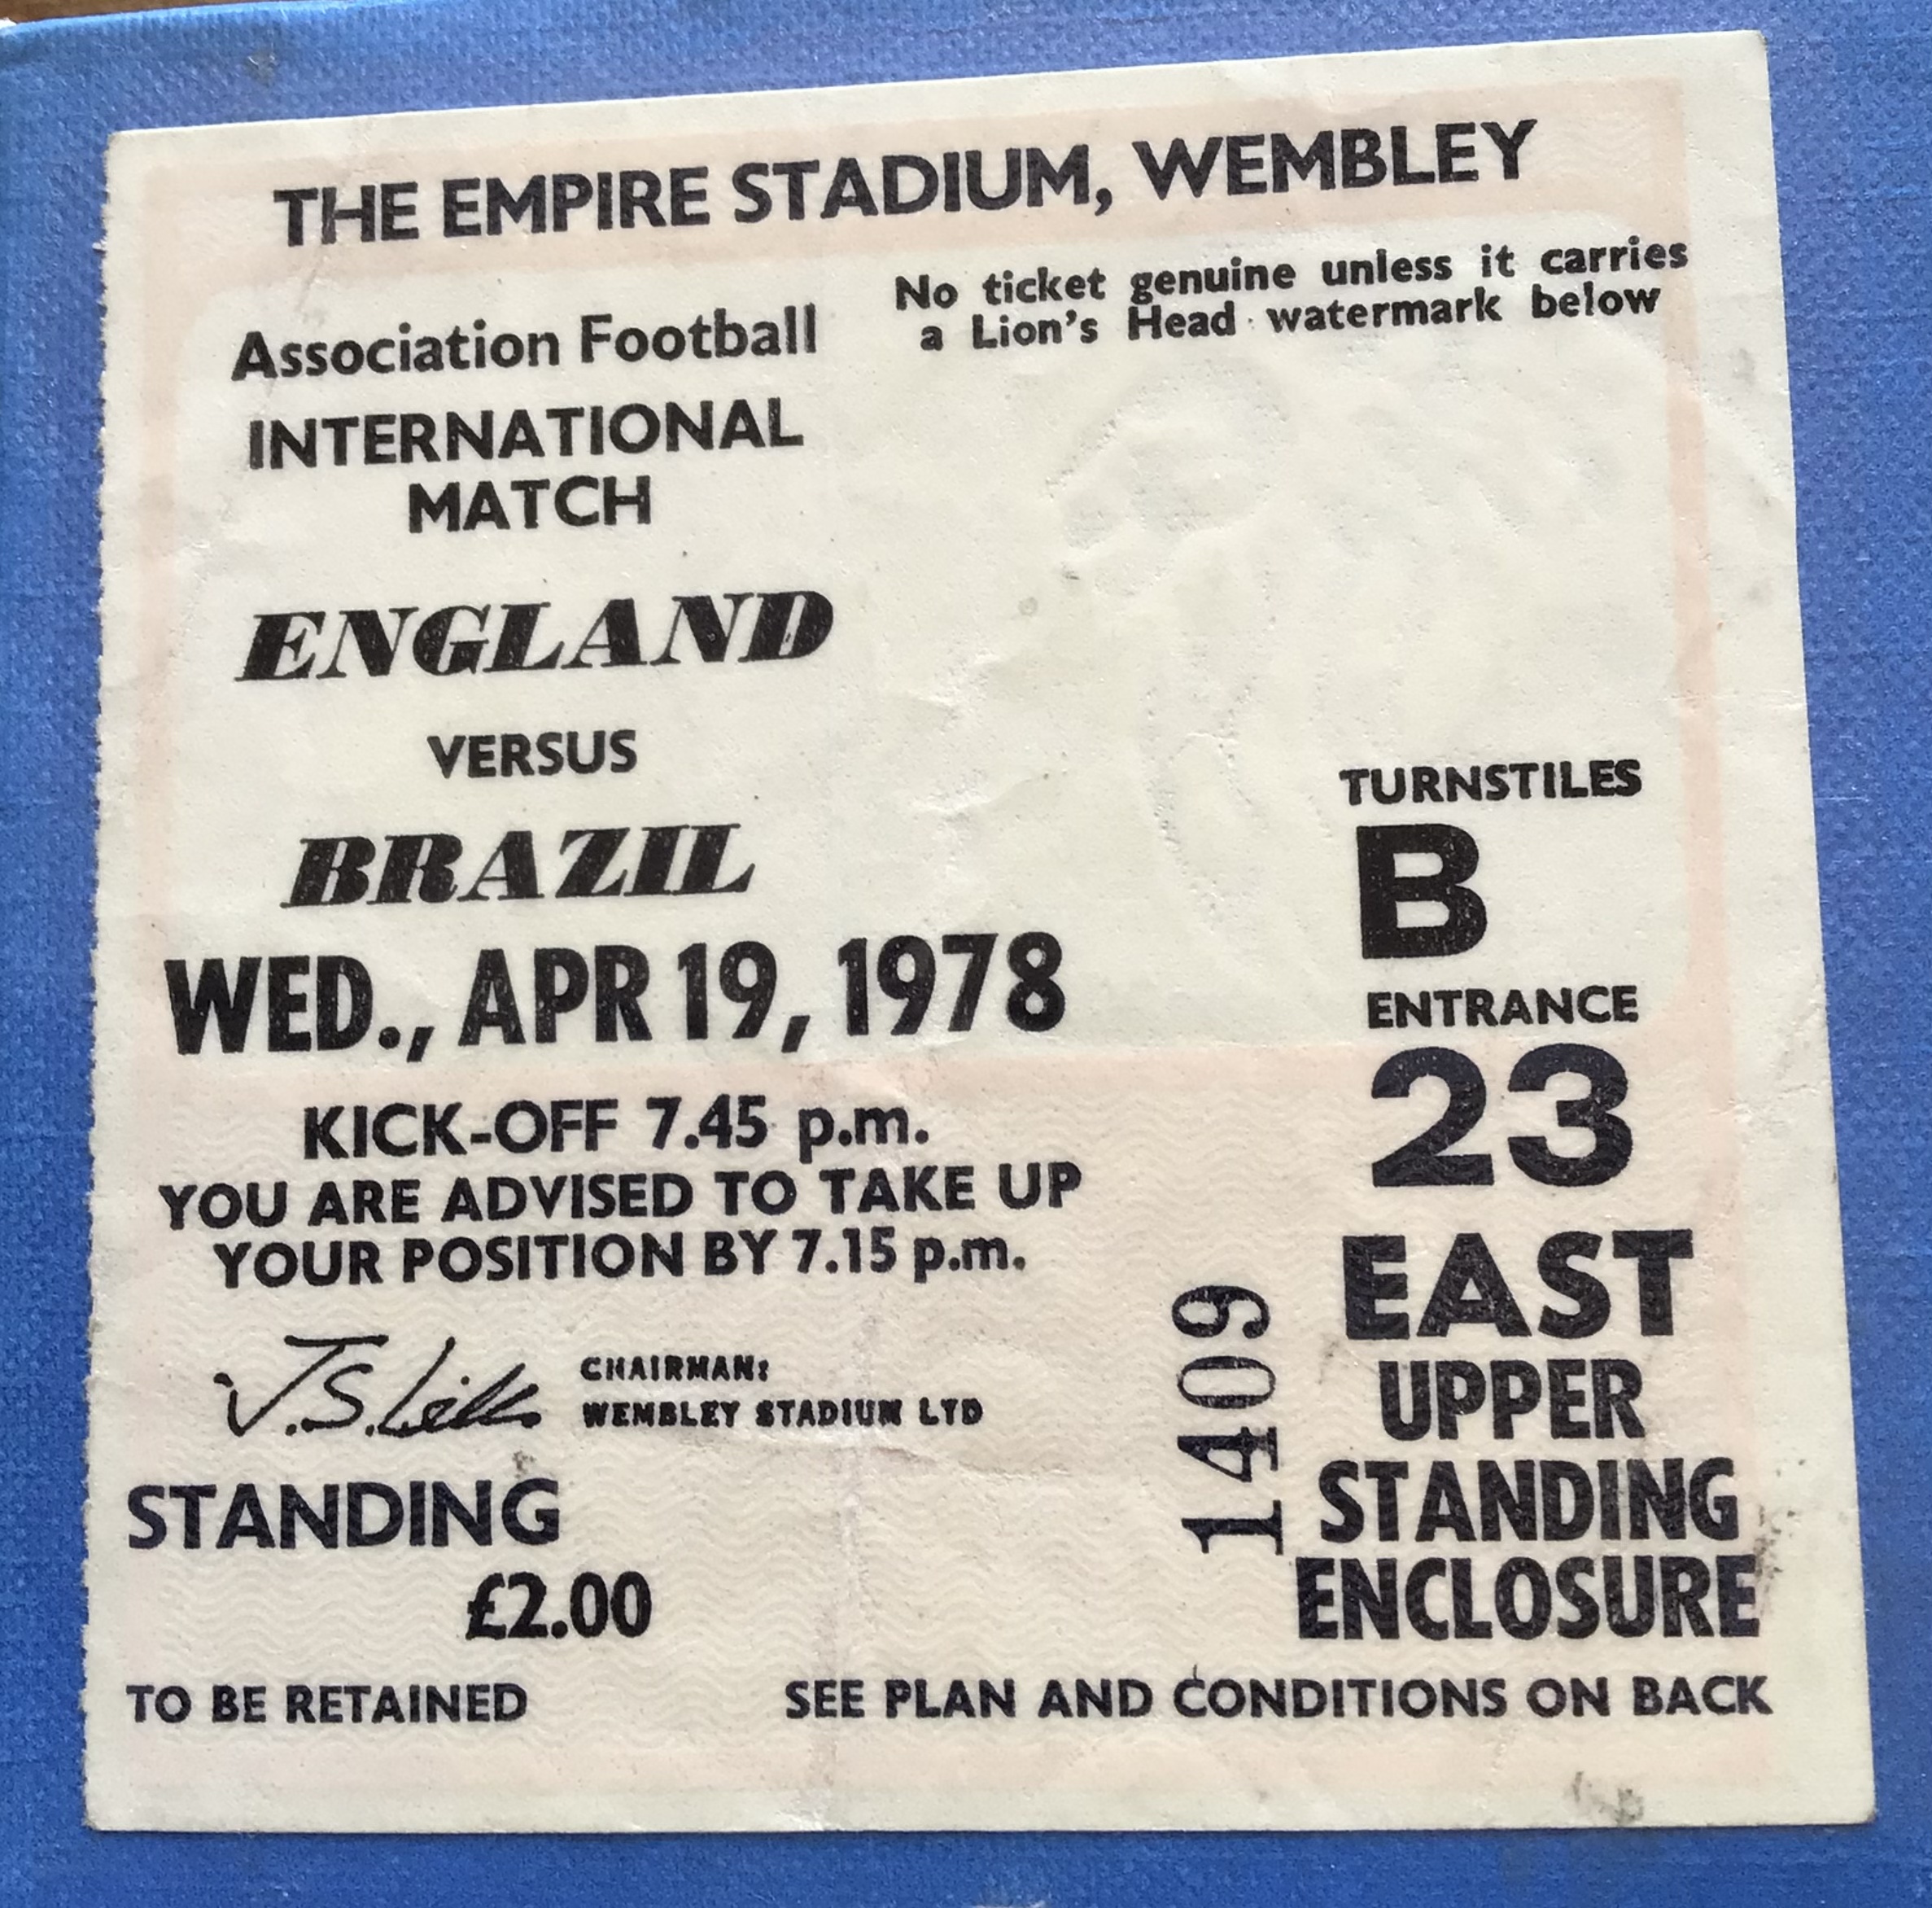 THE EMPIRE STADIUM, WEMBLEY
Association Football
No ticket genuine unless it carries
a Lion's Head watermark below
INTERNATIONAL
MATCH
ENGLAND
VERSUS
BRAZIL
WED., APR 19, 1978
KICK-OFF 7.45 p.m.
YOU ARE ADVISED TO TAKE UP
YOUR POSITION BY 7.15 p.m.
J.S.
CHAIRMAN:
WEMBLEY STADIUM LTD
STANDING
£2.00
TO BE RETAINED
TURNSTILES
B
ENTRANCE
23
EAST
UPPER
STANDING
ENCLOSURE
1409
SEE PLAN AND CONDITIONS ON BACK